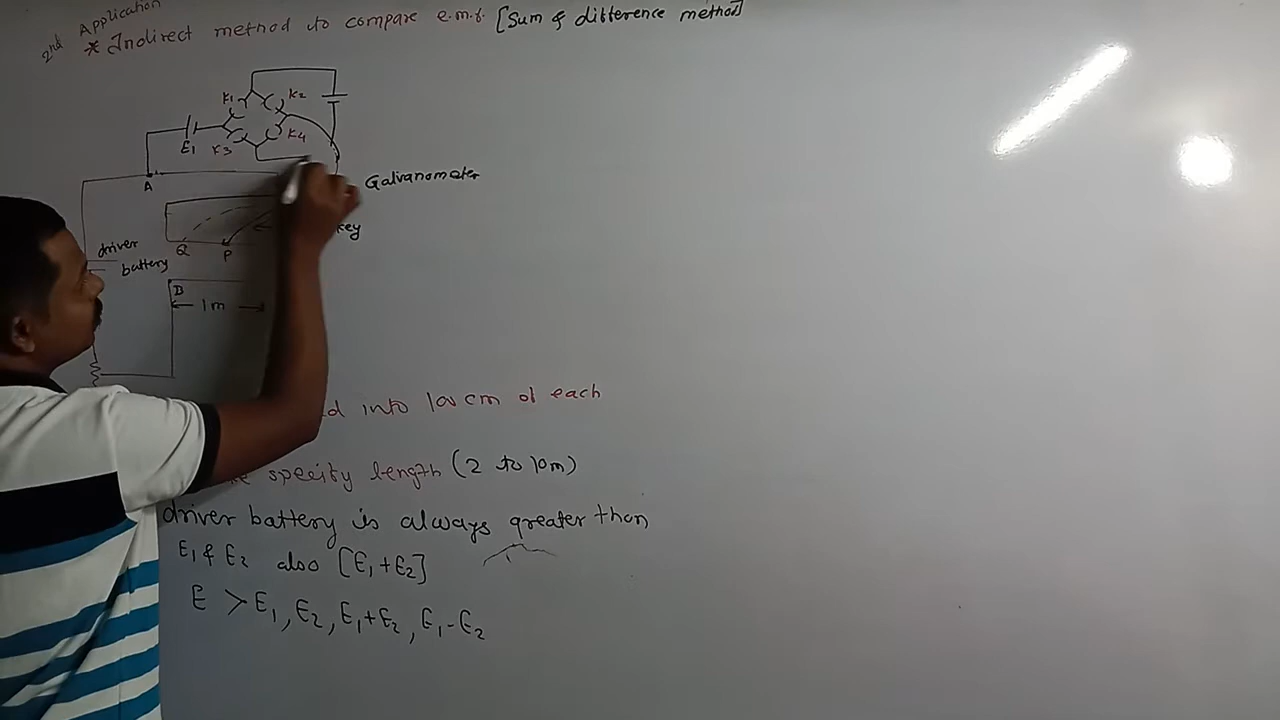 2nd Application
* Indirect method to compare e.m.f. [Sum & difference method]
K1 K2
E1 K3 K4
A
Galvanometer
key
Q P
driver
battery
B
1m
into 100 cm of each
specify length (2 to 10m)
driver battery is always greater than
E1 & E2 also [E1+E2]
E > E1, E2, E1+E2, E1-E2